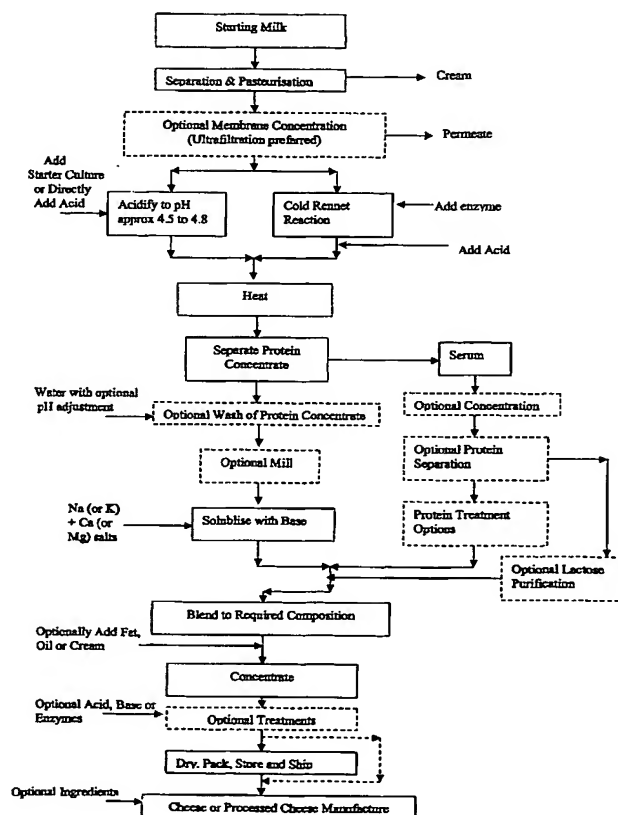 Starting Milk
Separation & Pasteurisation
Cream
Optional Membrane Concentration
(Ultrafiltration preferred)
Permeate
Add
Starter Culture
or Directly
Add Acid
Acidify to pH
approx 4.5 to 4.8
Cold Rennet
Reaction
Add enzyme
Add Acid
Heat
Separate Protein
Concentrate
Serum
Water with optional
pH adjustment
Optional Wash of Protein Concentrate
Optional Concentration
Optional Mill
Optional Protein
Separation
Na (or K)
+ Ca (or
Mg) salts
Solublise with Base
Protein Treatment
Options
Optional Lactose
Purification
Blend to Required Composition
Optionally Add Fat,
Oil or Cream
Concentrate
Optional Acid, Base or
Enzymes
Optional Treatments
Dry, Pack, Store and Ship
Optional Ingredients
Cheese or Processed Cheese Manufacture